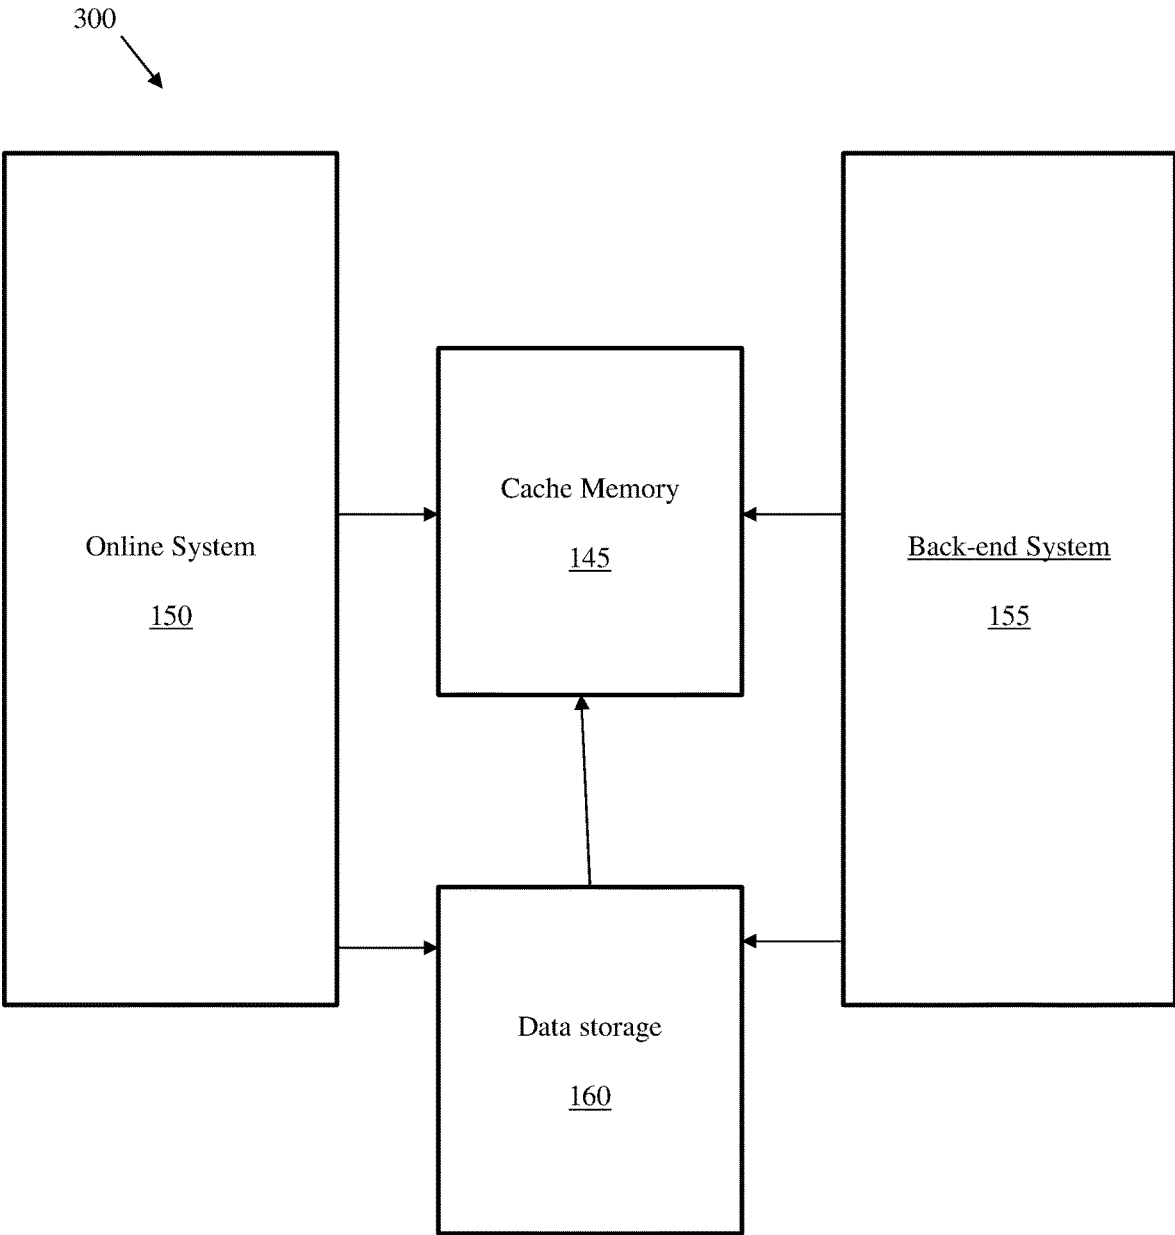 300
Online System
150
Cache Memory
145
Back-end System
155
Data storage
160